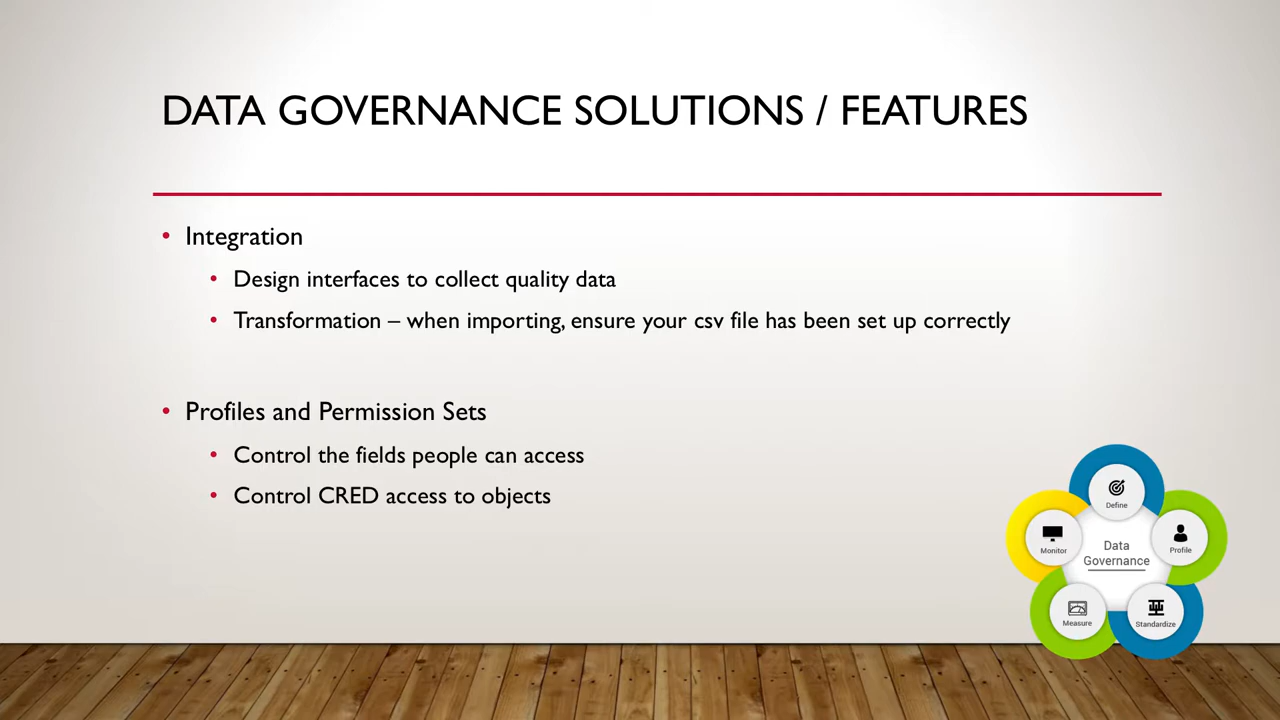 DATA GOVERNANCE SOLUTIONS / FEATURES
• Integration
• Design interfaces to collect quality data
• Transformation – when importing, ensure your csv file has been set up correctly
• Profiles and Permission Sets
• Control the fields people can access
• Control CRED access to objects
Define
Monitor
Data
Governance
Profile
Measure
Standardize